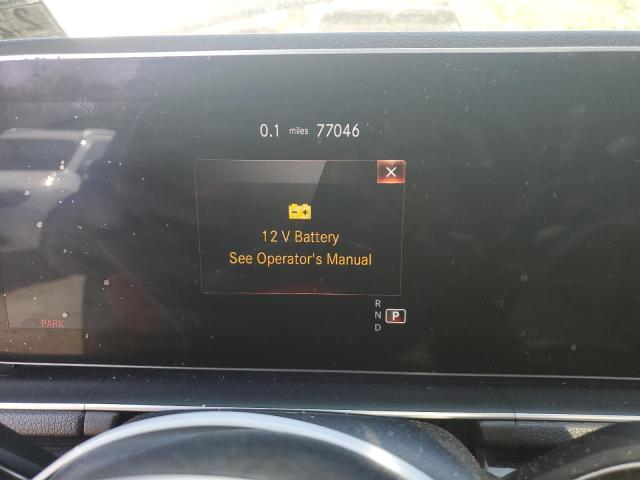 0.1 miles 77046
12 V Battery
See Operator's Manual
R
N P
D
PARK